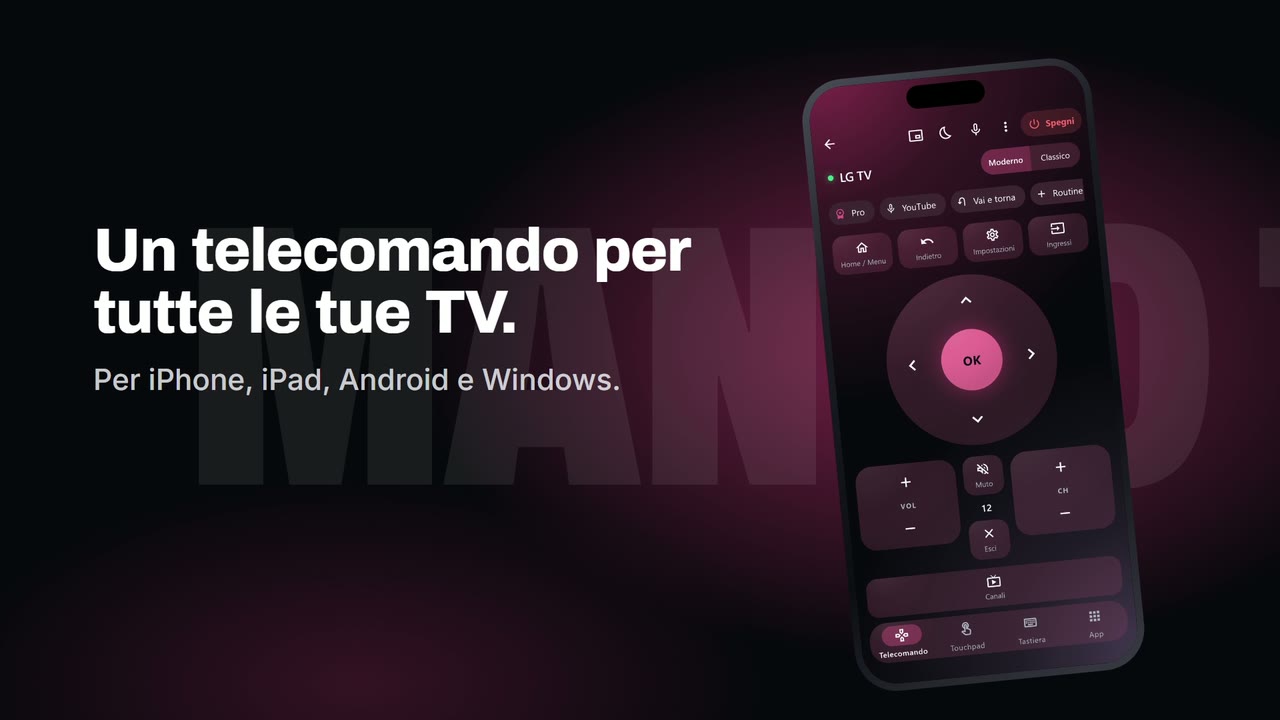 Un telecomando per
tutte le tue TV.
Per iPhone, iPad, Android e Windows.
MAN
Spegni
LG TV
Moderno
Classico
Pro
YouTube
Vai e torna
Routine
Home / Menu
Indietro
Impostazioni
Ingressi
OK
VOL
Muto
12
Esci
CH
Canali
Telecomando
Touchpad
Tastiera
App